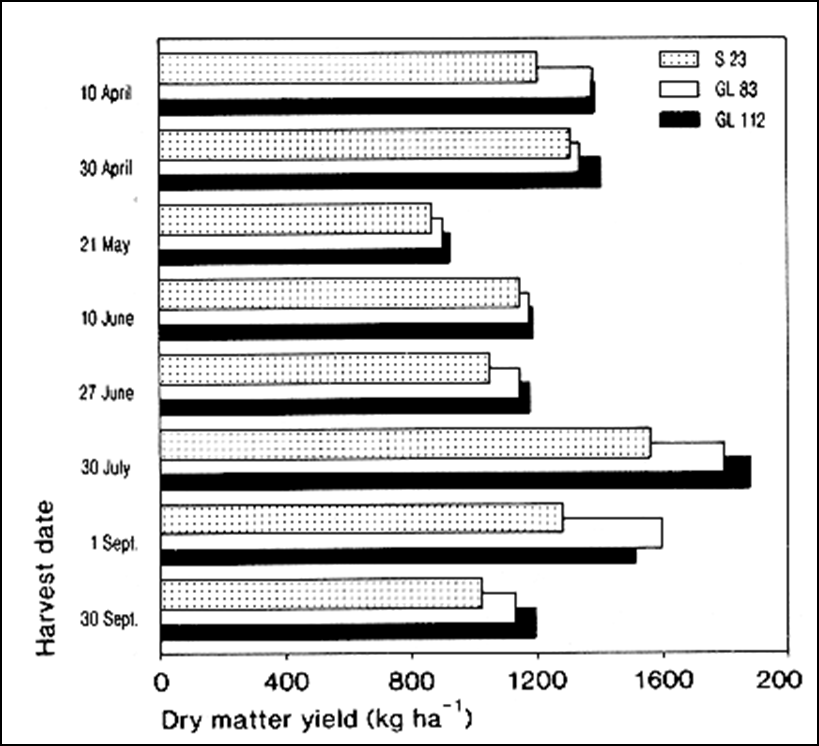 S 23
GL 83
GL 112
10 April
30 April
21 May
10 June
27 June
30 July
1 Sept.
30 Sept.
Harvest date
0 400 800 1200 1600 200
Dry matter yield (kg ha⁻¹)